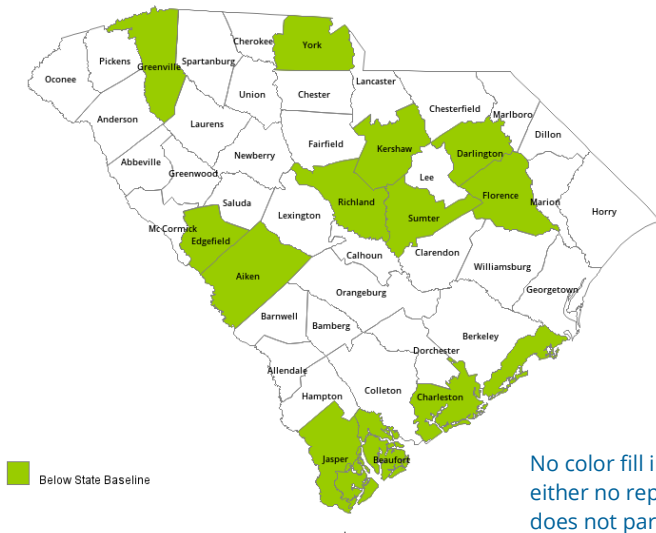 York
Cherokee
Greenville
Spartanburg
Pickens
Oconee
Lancaster
Union
Chester
Chesterfield
Marlboro
Anderson
Laurens
Dillon
Fairfield
Kershaw
Darlington
Newberry
Abbeville
Greenwood
Lee
Florence
Marion
Saluda
Richland
Horry
Lexington
Sumter
McCormick
Edgefield
Calhoun
Clarendon
Williamsburg
Aiken
Georgetown
Orangeburg
Barnwell
Bamberg
Berkeley
Dorchester
Allendale
Colleton
Hampton
Charleston
Jasper
Beaufort
Below State Baseline
No color fill i
either no rep
does not par